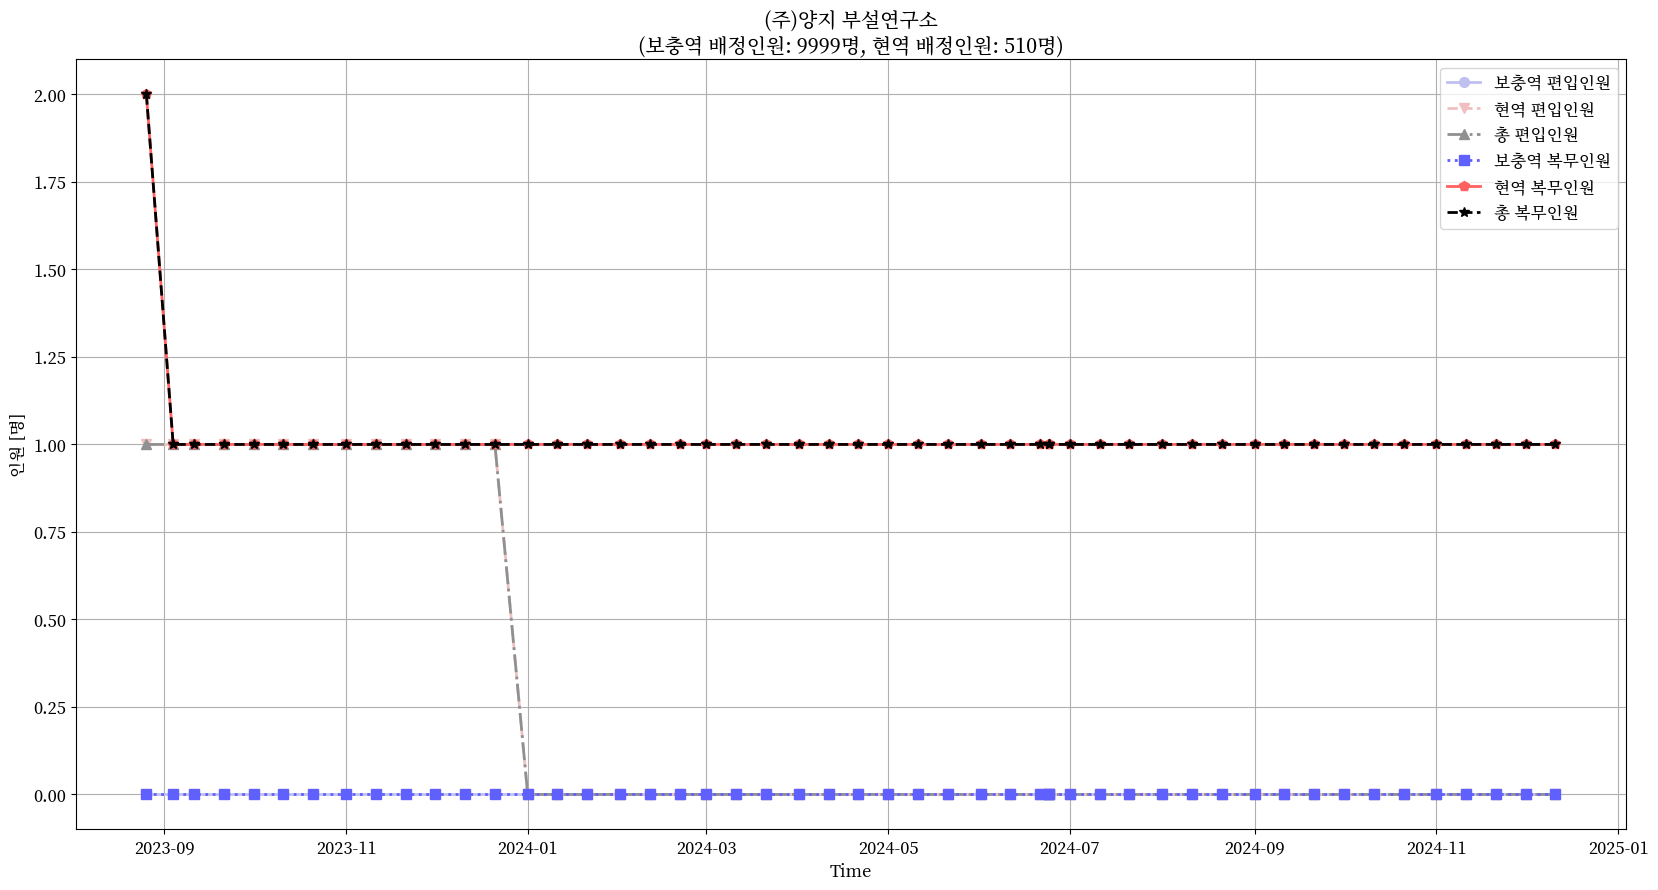 (주)양지 부설연구소
(보충역 배정인원: 9999명, 현역 배정인원: 510명)
보충역 편입인원
현역 편입인원
총 편입인원
보충역 복무인원
현역 복무인원
총 복무인원
인원 [명]
2.00
1.75
1.50
1.25
1.00
0.75
0.50
0.25
0.00
2023-09
2023-11
2024-01
2024-03
2024-05
2024-07
2024-09
2024-11
2025-01
Time